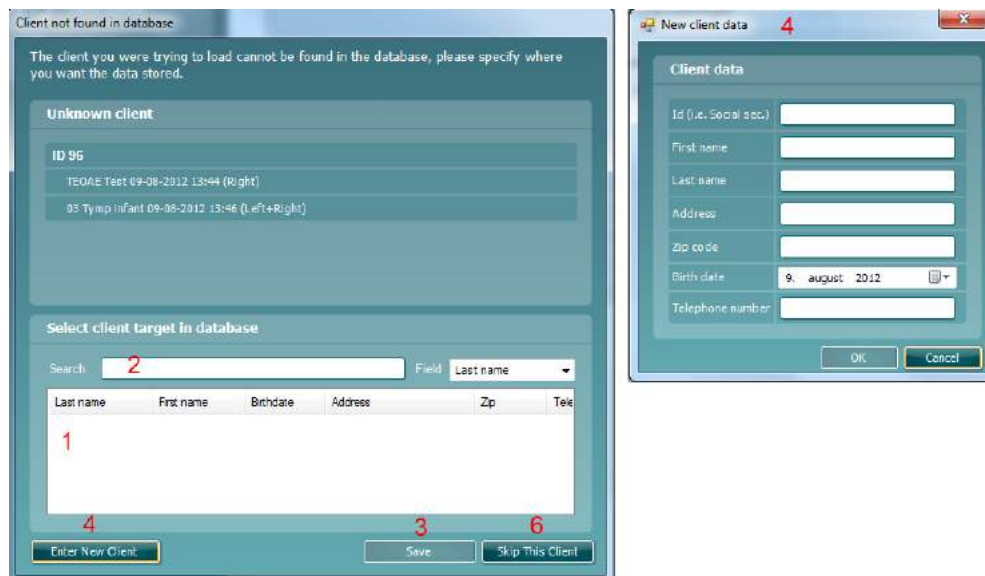 Client not found in database
The client you were trying to load cannot be found in the database, please specify where
you want the data stored.
Unknown client
ID 96
TEOAE Test 09-08-2012 13:44 (Right)
03 Tymp Infant 09-08-2012 13:46 (Left+Right)
Select client target in database
Search 2 Field Last name
Last name First name Birthdate Address Zip Tele
1
4 3 6
Enter New Client Save Skip This Client
New client data 4
Client data
Id (i.e. Social sec.)
First name
Last name
Address
Zip code
Birth date 9. august 2012
Telephone number
OK Cancel